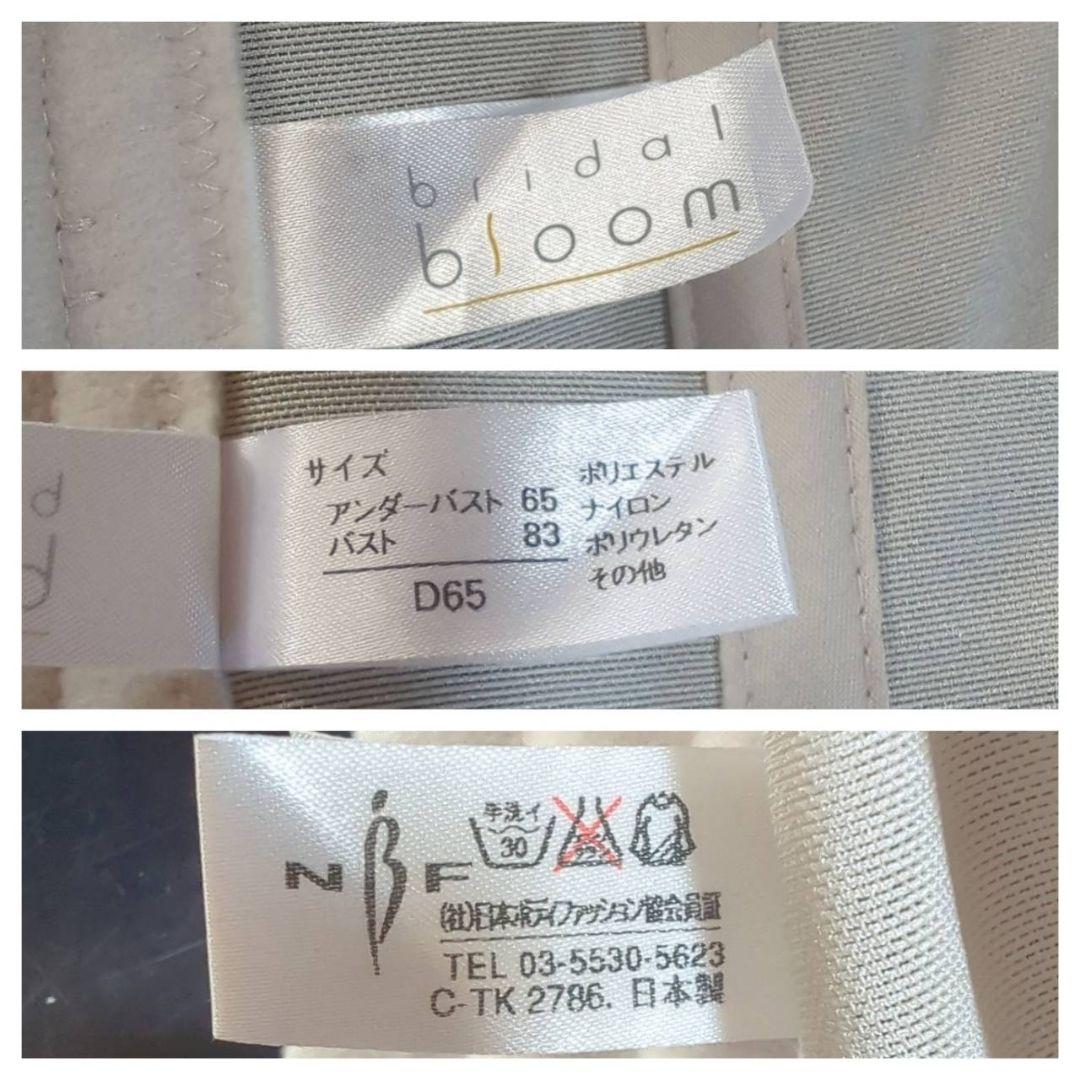 bridal
bloom
サイズ
アンダーバスト 65
バスト 83
D65
ポリエステル
ナイロン
ポリウレタン
その他
手洗イ
30
NBF
(社)日本ボディファッション協会員証
TEL 03-5530-5623
C-TK 2786. 日本製